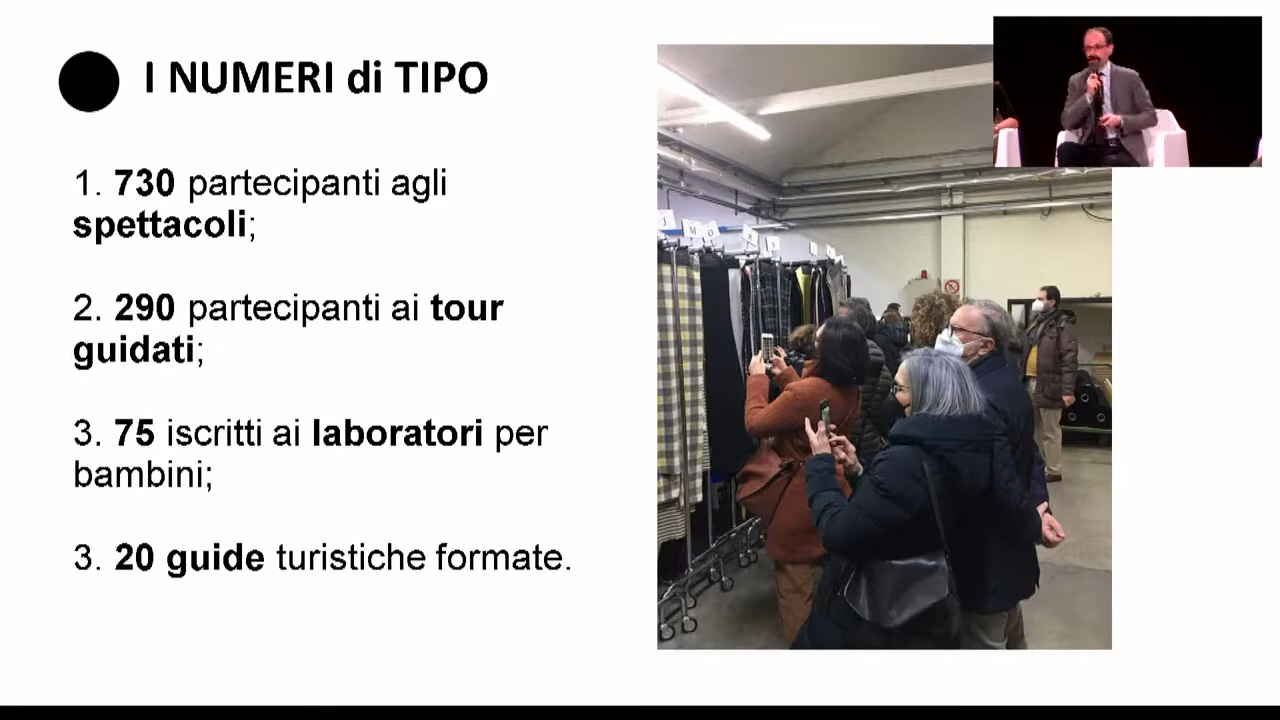 I NUMERI di TIPO
1. 730 partecipanti agli
spettacoli;
2. 290 partecipanti ai tour
guidati;
3. 75 iscritti ai laboratori per
bambini;
3. 20 guide turistiche formate.
J M O R I S